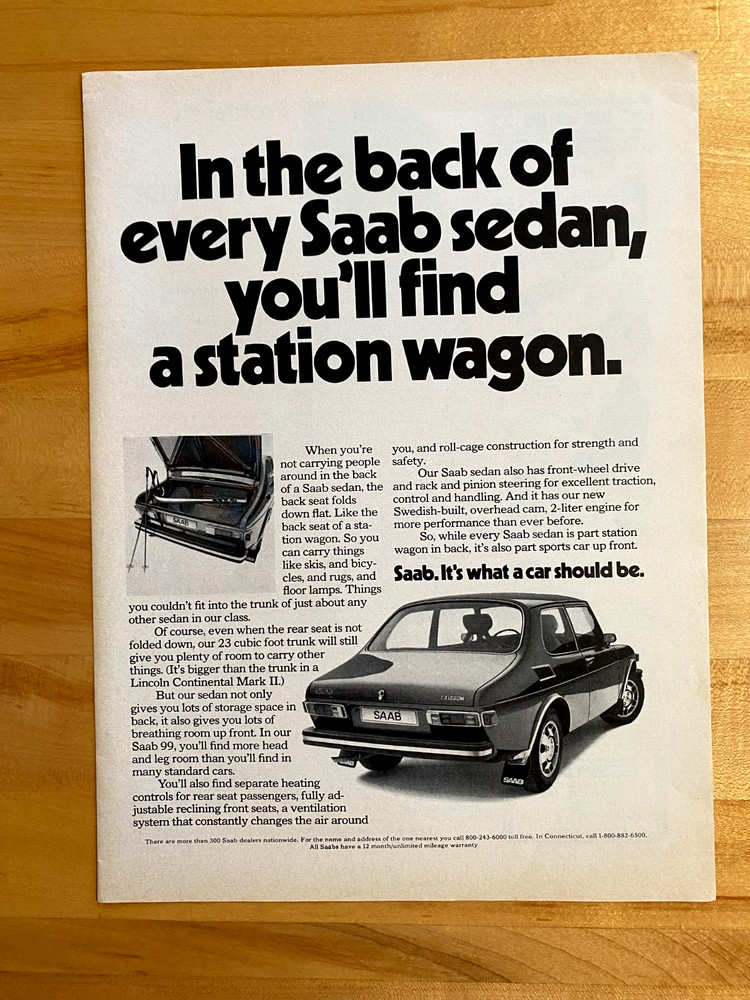 In the back of
every Saab sedan,
you'll find
a station wagon.
When you're
not carrying people
around in the back
of a Saab sedan, the
back seat folds
down flat. Like the
back seat of a sta-
tion wagon. So you
can carry things
like skis, and bicy-
cles, and rugs, and
floor lamps. Things
you couldn't fit into the trunk of just about any
other sedan in our class.
Of course, even when the rear seat is not
folded down, our 23 cubic foot trunk will still
give you plenty of room to carry other
things. (It's bigger than the trunk in a
Lincoln Continental Mark II.)
But our sedan not only
gives you lots of storage space in
back, it also gives you lots of
breathing room up front. In our
Saab 99, you'll find more head
and leg room than you'll find in
many standard cars.
You'll also find separate heating
controls for rear seat passengers, fully ad-
justable reclining front seats, a ventilation
system that constantly changes the air around
you, and roll-cage construction for strength and
safety.
Our Saab sedan also has front-wheel drive
and rack and pinion steering for excellent traction,
control and handling. And it has our new
Swedish-built, overhead cam, 2-liter engine for
more performance than ever before.
So, while every Saab sedan is part station
wagon in back, it's also part sports car up front.
Saab. It's what a car should be.
SAAB
SAAB
SAAB
SAAB
SAAB
There are more than 300 Saab dealers nationwide. For the name and address of the one nearest you call 800-243-6000 toll free. In Connecticut, call 1-800-882-6500.
All Saabs have a 12 month/unlimited mileage warranty